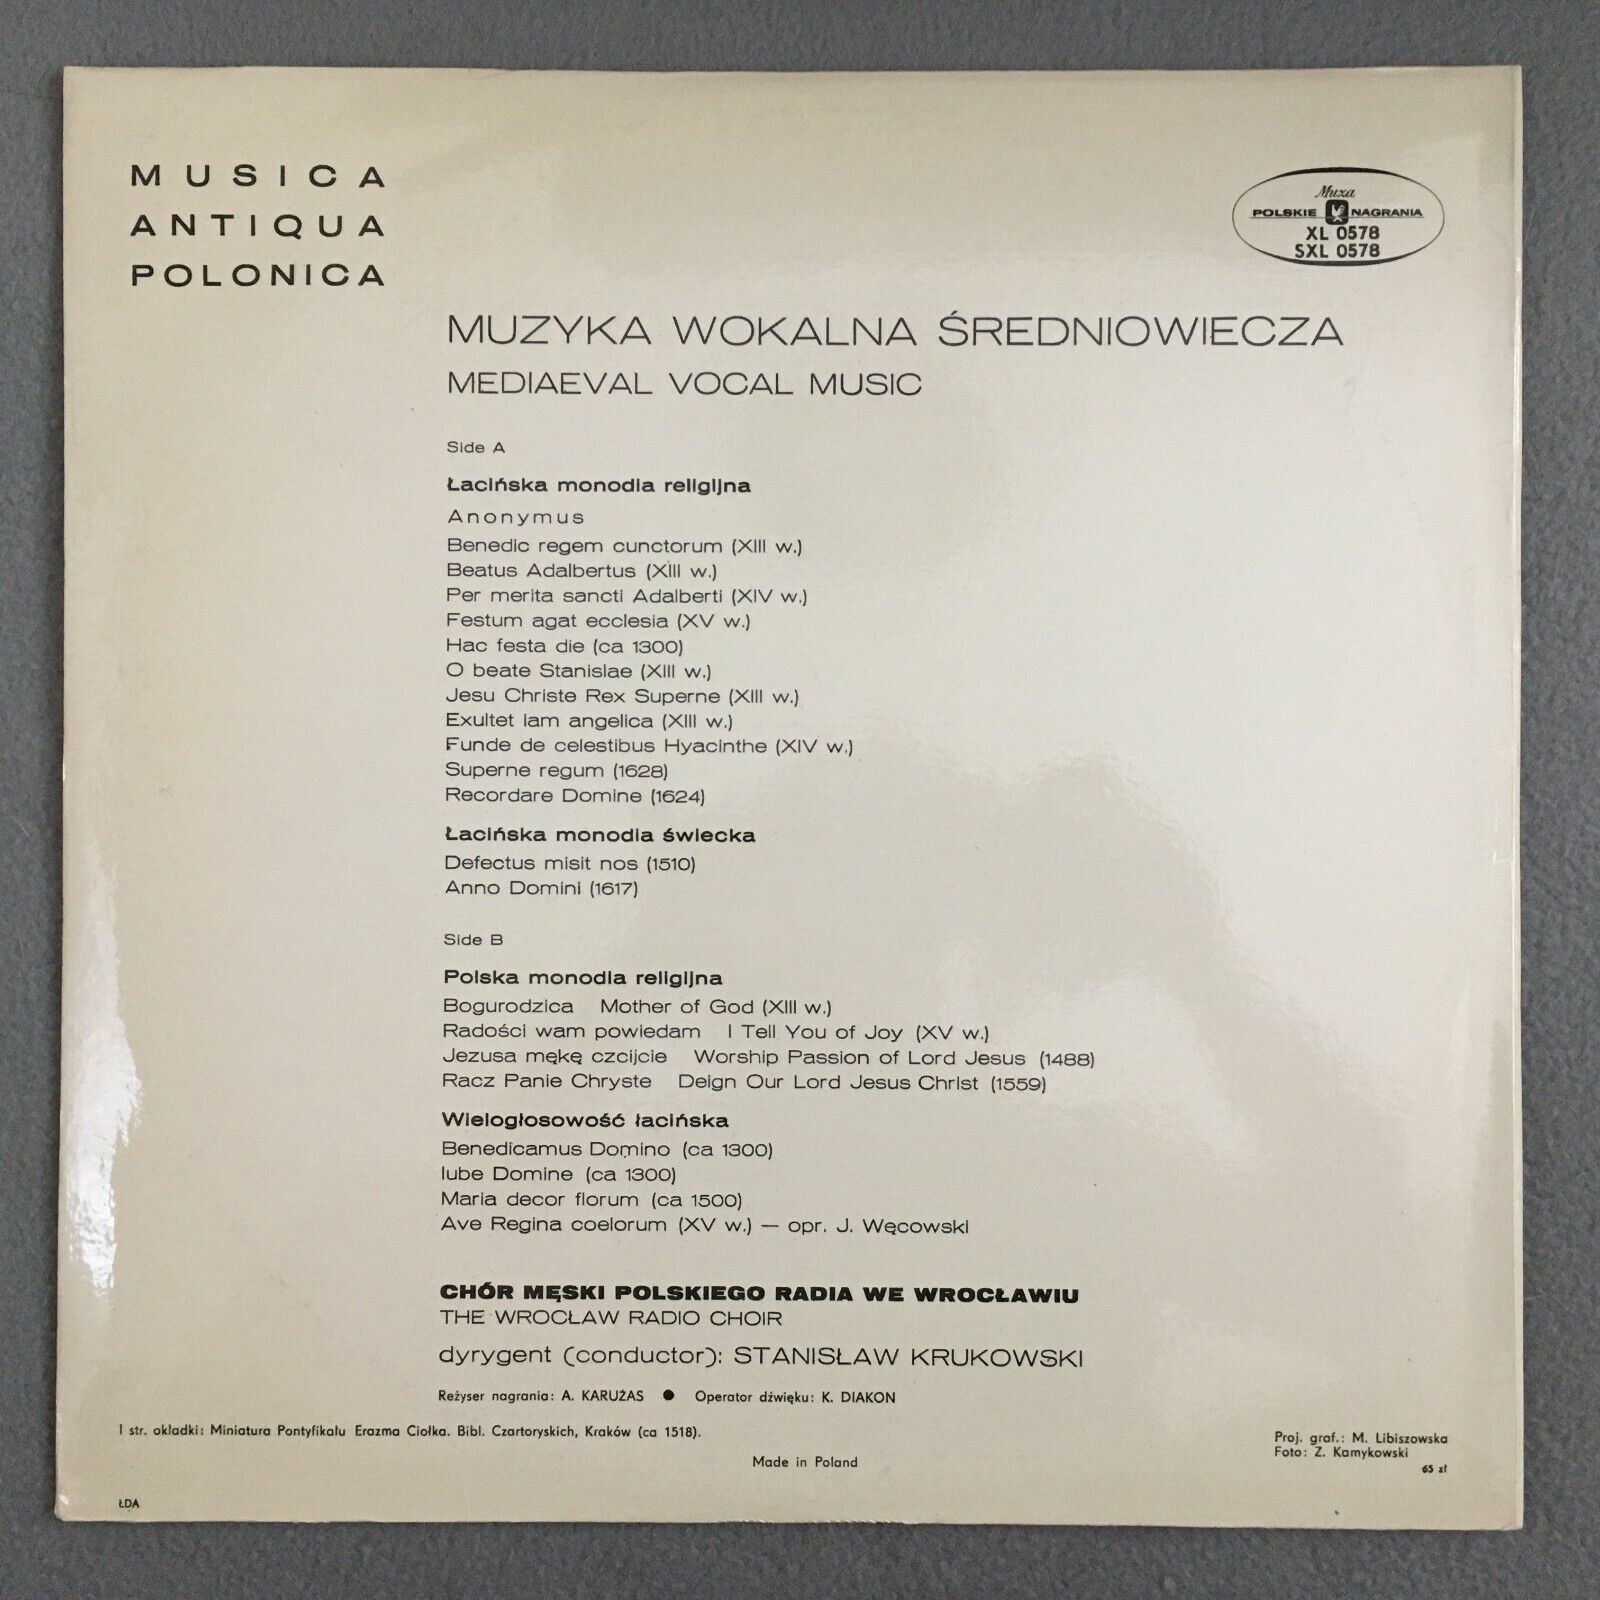 MUSICA
ANTIQUA
POLONICA
Muza
POLSKIE NAGRANIA
XL 0578
SXL 0578
MUZYKA WOKALNA ŚREDNIOWIECZA
MEDIAEVAL VOCAL MUSIC
Side A
Łacińska monodia religijna
Anonymus
Benedic regem cunctorum (XIII w.)
Beatus Adalbertus (XIII w.)
Per merita sancti Adalberti (XIV w.)
Festum agat ecclesia (XV w.)
Hac festa die (ca 1300)
O beate Stanislae (XIII w.)
Jesu Christe Rex Superne (XIII w.)
Exultet iam angelica (XIII w.)
Funde de celestibus Hyacinthe (XIV w.)
Superne regum (1628)
Recordare Domine (1624)
Łacińska monodia świecka
Defectus misit nos (1510)
Anno Domini (1617)
Side B
Polska monodia religijna
Bogurodzica Mother of God (XIII w.)
Radości wam powiedam I Tell You of Joy (XV w.)
Jezusa mękę czcijcie Worship Passion of Lord Jesus (1488)
Racz Panie Chryste Deign Our Lord Jesus Christ (1559)
Wielogłosowość łacińska
Benedicamus Domino (ca 1300)
Iube Domine (ca 1300)
Maria decor florum (ca 1500)
Ave Regina coelorum (XV w.) — opr. J. Węcowski
CHÓR MĘSKI POLSKIEGO RADIA WE WROCŁAWIU
THE WROCŁAW RADIO CHOIR
dyrygent (conductor): STANISŁAW KRUKOWSKI
Reżyser nagrania: A. KARUŻAS ● Operator dźwięku: K. DIAKON
I str. okładki: Miniatura Pontyfikału Erazma Ciołka. Bibl. Czartoryskich, Kraków (ca 1518).
Proj. graf.: M. Libiszowska
Foto: Z. Kamykowski
65 zł
Made in Poland
ŁDA